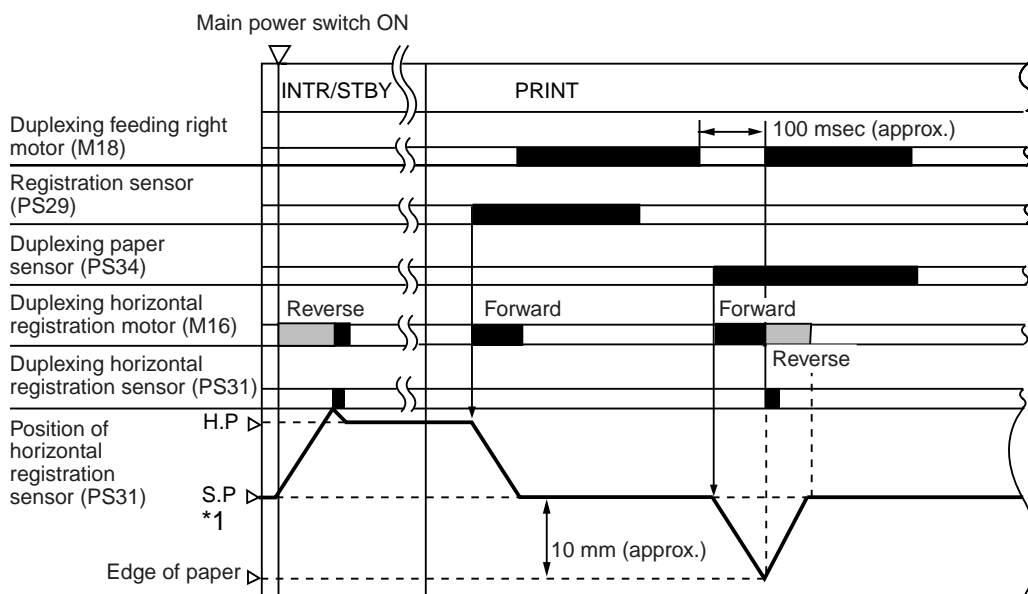 Main power switch ON
INTR/STBY
PRINT
Duplexing feeding right
motor (M18)
100 msec (approx.)
Registration sensor
(PS29)
Duplexing paper
sensor (PS34)
Duplexing horizontal
registration motor (M16)
Reverse
Forward
Forward
Reverse
Duplexing horizontal
registration sensor (PS31)
Position of
horizontal
registration
sensor (PS31)
H.P
S.P
*1
10 mm (approx.)
Edge of paper